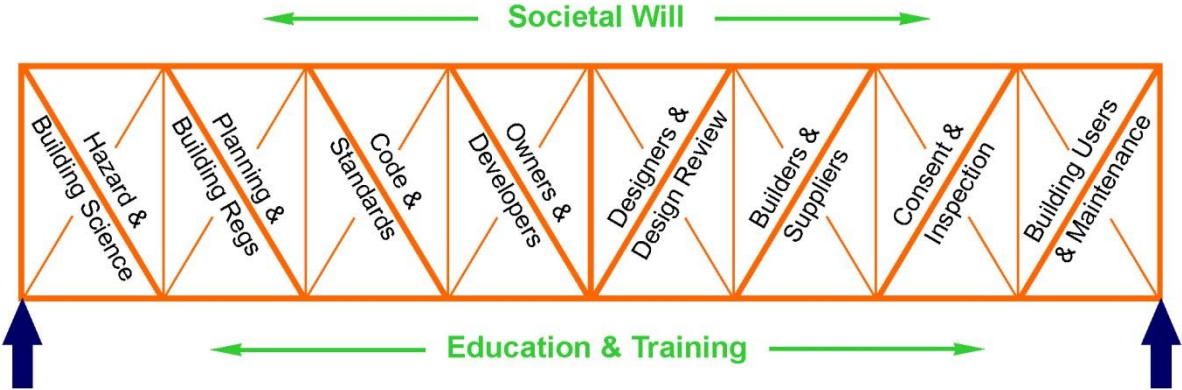 Societal Will
Hazard &
Building Science
Planning &
Building Regs
Code &
Standards
Owners &
Developers
Designers &
Design Review
Builders &
Suppliers
Consent &
Inspection
Building Users
& Maintenance
Education & Training